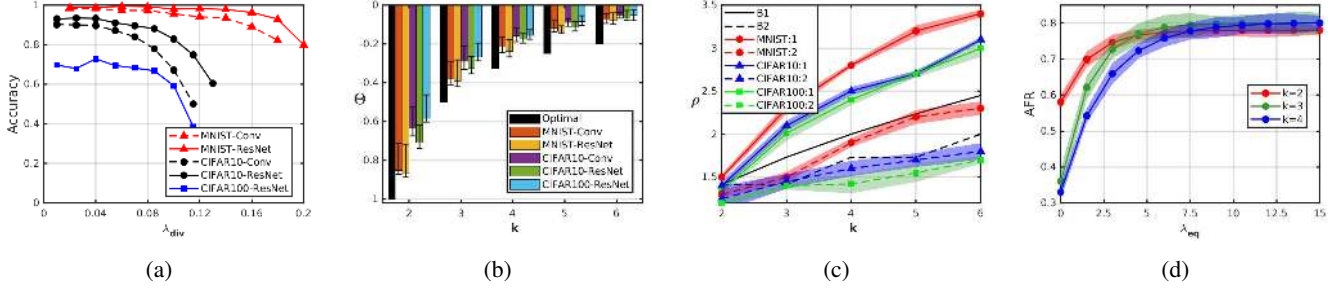 1
0.8
0.6
0.4
0.2
0
0
0.04
0.08
0.12
0.16
0.2
Accuracy
λdiv
MNIST-Conv
MNIST-ResNet
CIFAR10-Conv
CIFAR10-ResNet
CIFAR100-ResNet
(a)
0
0.2
0.4
0.6
0.8
1
2
3
4
5
6
Θ
k
Optimal
MNIST-Conv
MNIST-ResNet
CIFAR10-Conv
CIFAR10-ResNet
CIFAR100-ResNet
(b)
3.5
3
2.5
2
1.5
2
3
4
5
6
ρ
k
B1
B2
MNIST:1
MNIST:2
CIFAR10:1
CIFAR10:2
CIFAR100:1
CIFAR100:2
(c)
0.8
0.7
0.6
0.5
0.4
0.3
0
2.5
5
7.5
10
12.5
15
AFR
λeq
k=2
k=3
k=4
(d)